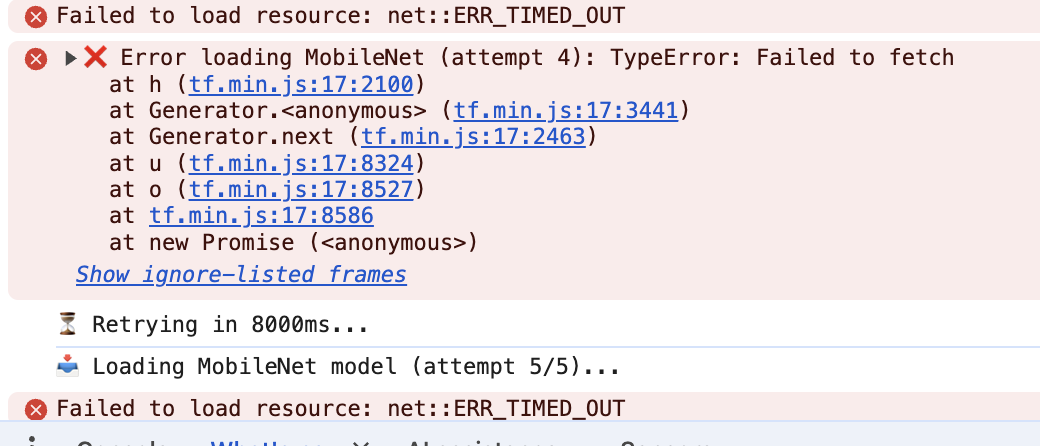 Failed to load resource: net::ERR_TIMED_OUT
❌ Error loading MobileNet (attempt 4): TypeError: Failed to fetch
at h (tf.min.js:17:2100)
at Generator.<anonymous> (tf.min.js:17:3441)
at Generator.next (tf.min.js:17:2463)
at u (tf.min.js:17:8324)
at o (tf.min.js:17:8527)
at tf.min.js:17:8586
at new Promise (<anonymous>)
Show ignore-listed frames
⏳ Retrying in 8000ms...
📥 Loading MobileNet model (attempt 5/5)...
Failed to load resource: net::ERR_TIMED_OUT